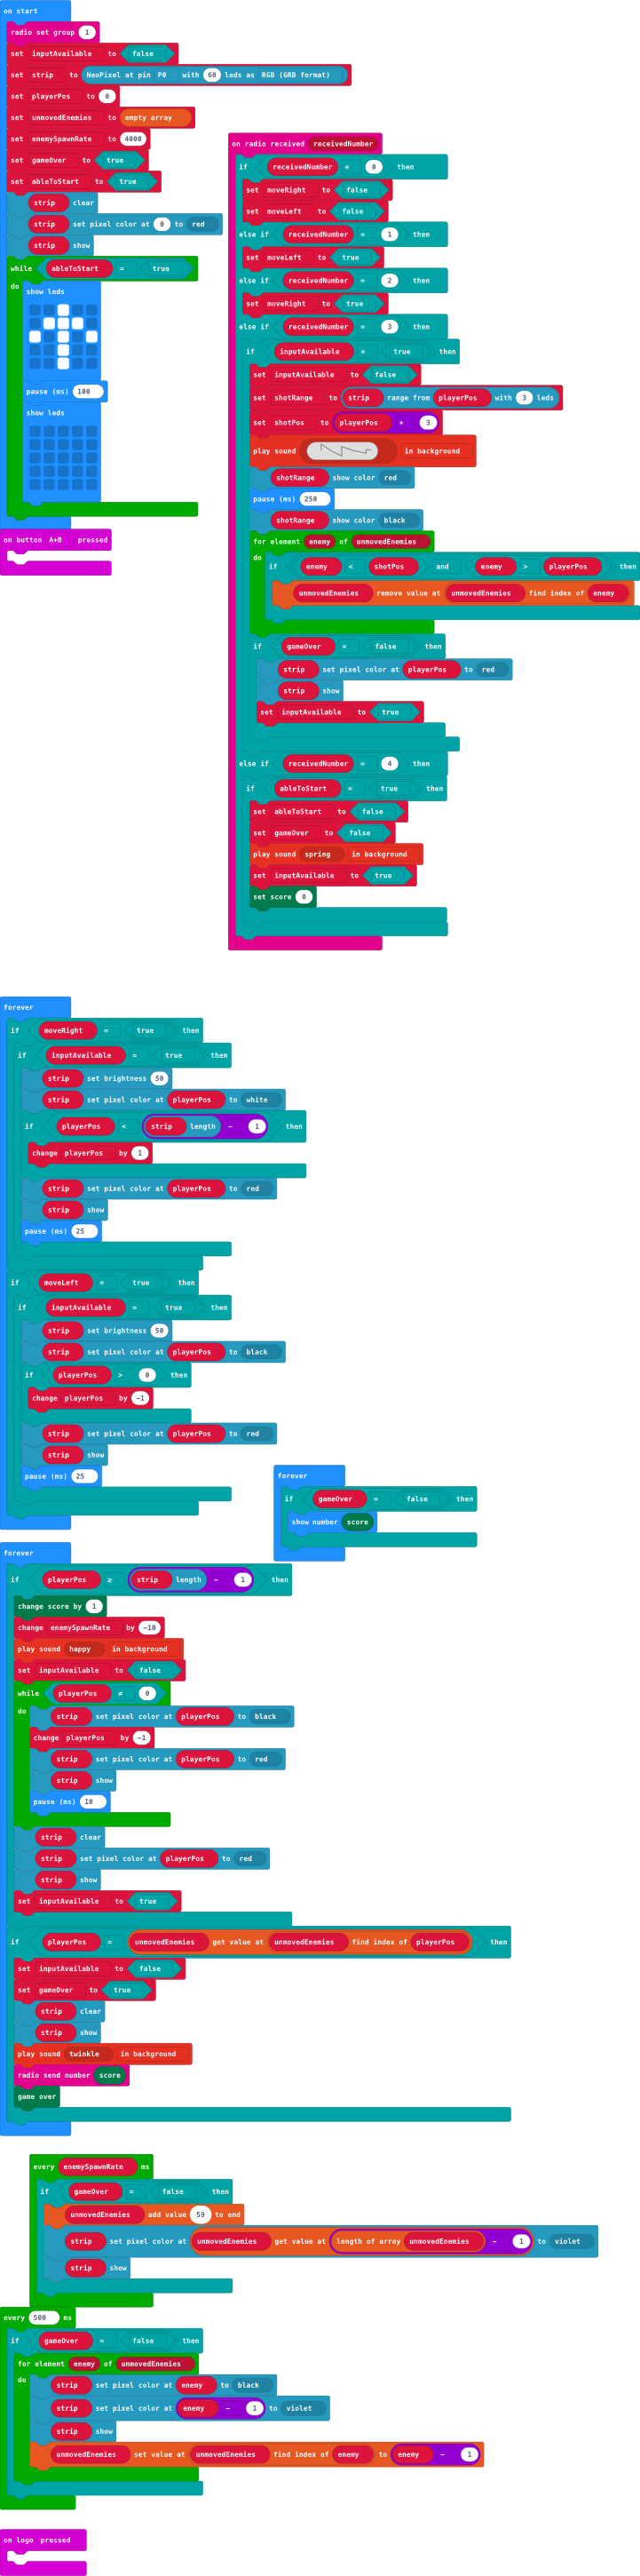 on start
radio set group 1
set inputAvailable to false
set strip to NeoPixel at pin P0 with 60 leds as RGB (GRB format)
set playerPos to 0
set unmovedEnemies to empty array
set enemySpawnRate to 4000
set gameOver to true
set ableToStart to true
strip clear
strip set pixel color at 0 to red
strip show
while ableToStart = true
do show leds
pause (ms) 100
show leds
on button A+B pressed
on radio received receivedNumber
if receivedNumber = 0 then
set moveRight to false
set moveLeft to false
else if receivedNumber = 1 then
set moveLeft to true
else if receivedNumber = 2 then
set moveRight to true
else if receivedNumber = 3 then
if inputAvailable = true then
set inputAvailable to false
set shotRange to strip range from playerPos with 3 leds
set shotPos to playerPos + 3
play sound in background
shotRange show color red
pause (ms) 250
shotRange show color black
for element enemy of unmovedEnemies
do if enemy < shotPos and enemy > playerPos then
unmovedEnemies remove value at unmovedEnemies find index of enemy
if gameOver = false then
strip set pixel color at playerPos to red
strip show
set inputAvailable to true
else if receivedNumber = 4 then
if ableToStart = true then
set ableToStart to false
set gameOver to false
play sound spring in background
set inputAvailable to true
set score 0
forever
if moveRight = true then
if inputAvailable = true then
strip set brightness 50
strip set pixel color at playerPos to white
if playerPos < strip length - 1 then
change playerPos by 1
strip set pixel color at playerPos to red
strip show
pause (ms) 25
if moveLeft = true then
if inputAvailable = true then
strip set brightness 50
strip set pixel color at playerPos to black
if playerPos > 0 then
change playerPos by -1
strip set pixel color at playerPos to red
strip show
pause (ms) 25
forever
if gameOver = false then
show number score
forever
if playerPos ≥ strip length - 1 then
change score by 1
change enemySpawnRate by -10
play sound happy in background
set inputAvailable to false
while playerPos ≠ 0
do strip set pixel color at playerPos to black
change playerPos by -1
strip set pixel color at playerPos to red
strip show
pause (ms) 10
strip clear
strip set pixel color at playerPos to red
strip show
set inputAvailable to true
if playerPos = unmovedEnemies get value at unmovedEnemies find index of playerPos then
set inputAvailable to false
set gameOver to true
strip clear
strip show
play sound twinkle in background
radio send number score
game over
every enemySpawnRate ms
if gameOver = false then
unmovedEnemies add value 59 to end
strip set pixel color at unmovedEnemies get value at length of array unmovedEnemies - 1 to violet
strip show
every 500 ms
if gameOver = false then
for element enemy of unmovedEnemies
do strip set pixel color at enemy to black
strip set pixel color at enemy - 1 to violet
strip show
unmovedEnemies set value at unmovedEnemies find index of enemy to enemy - 1
on logo pressed